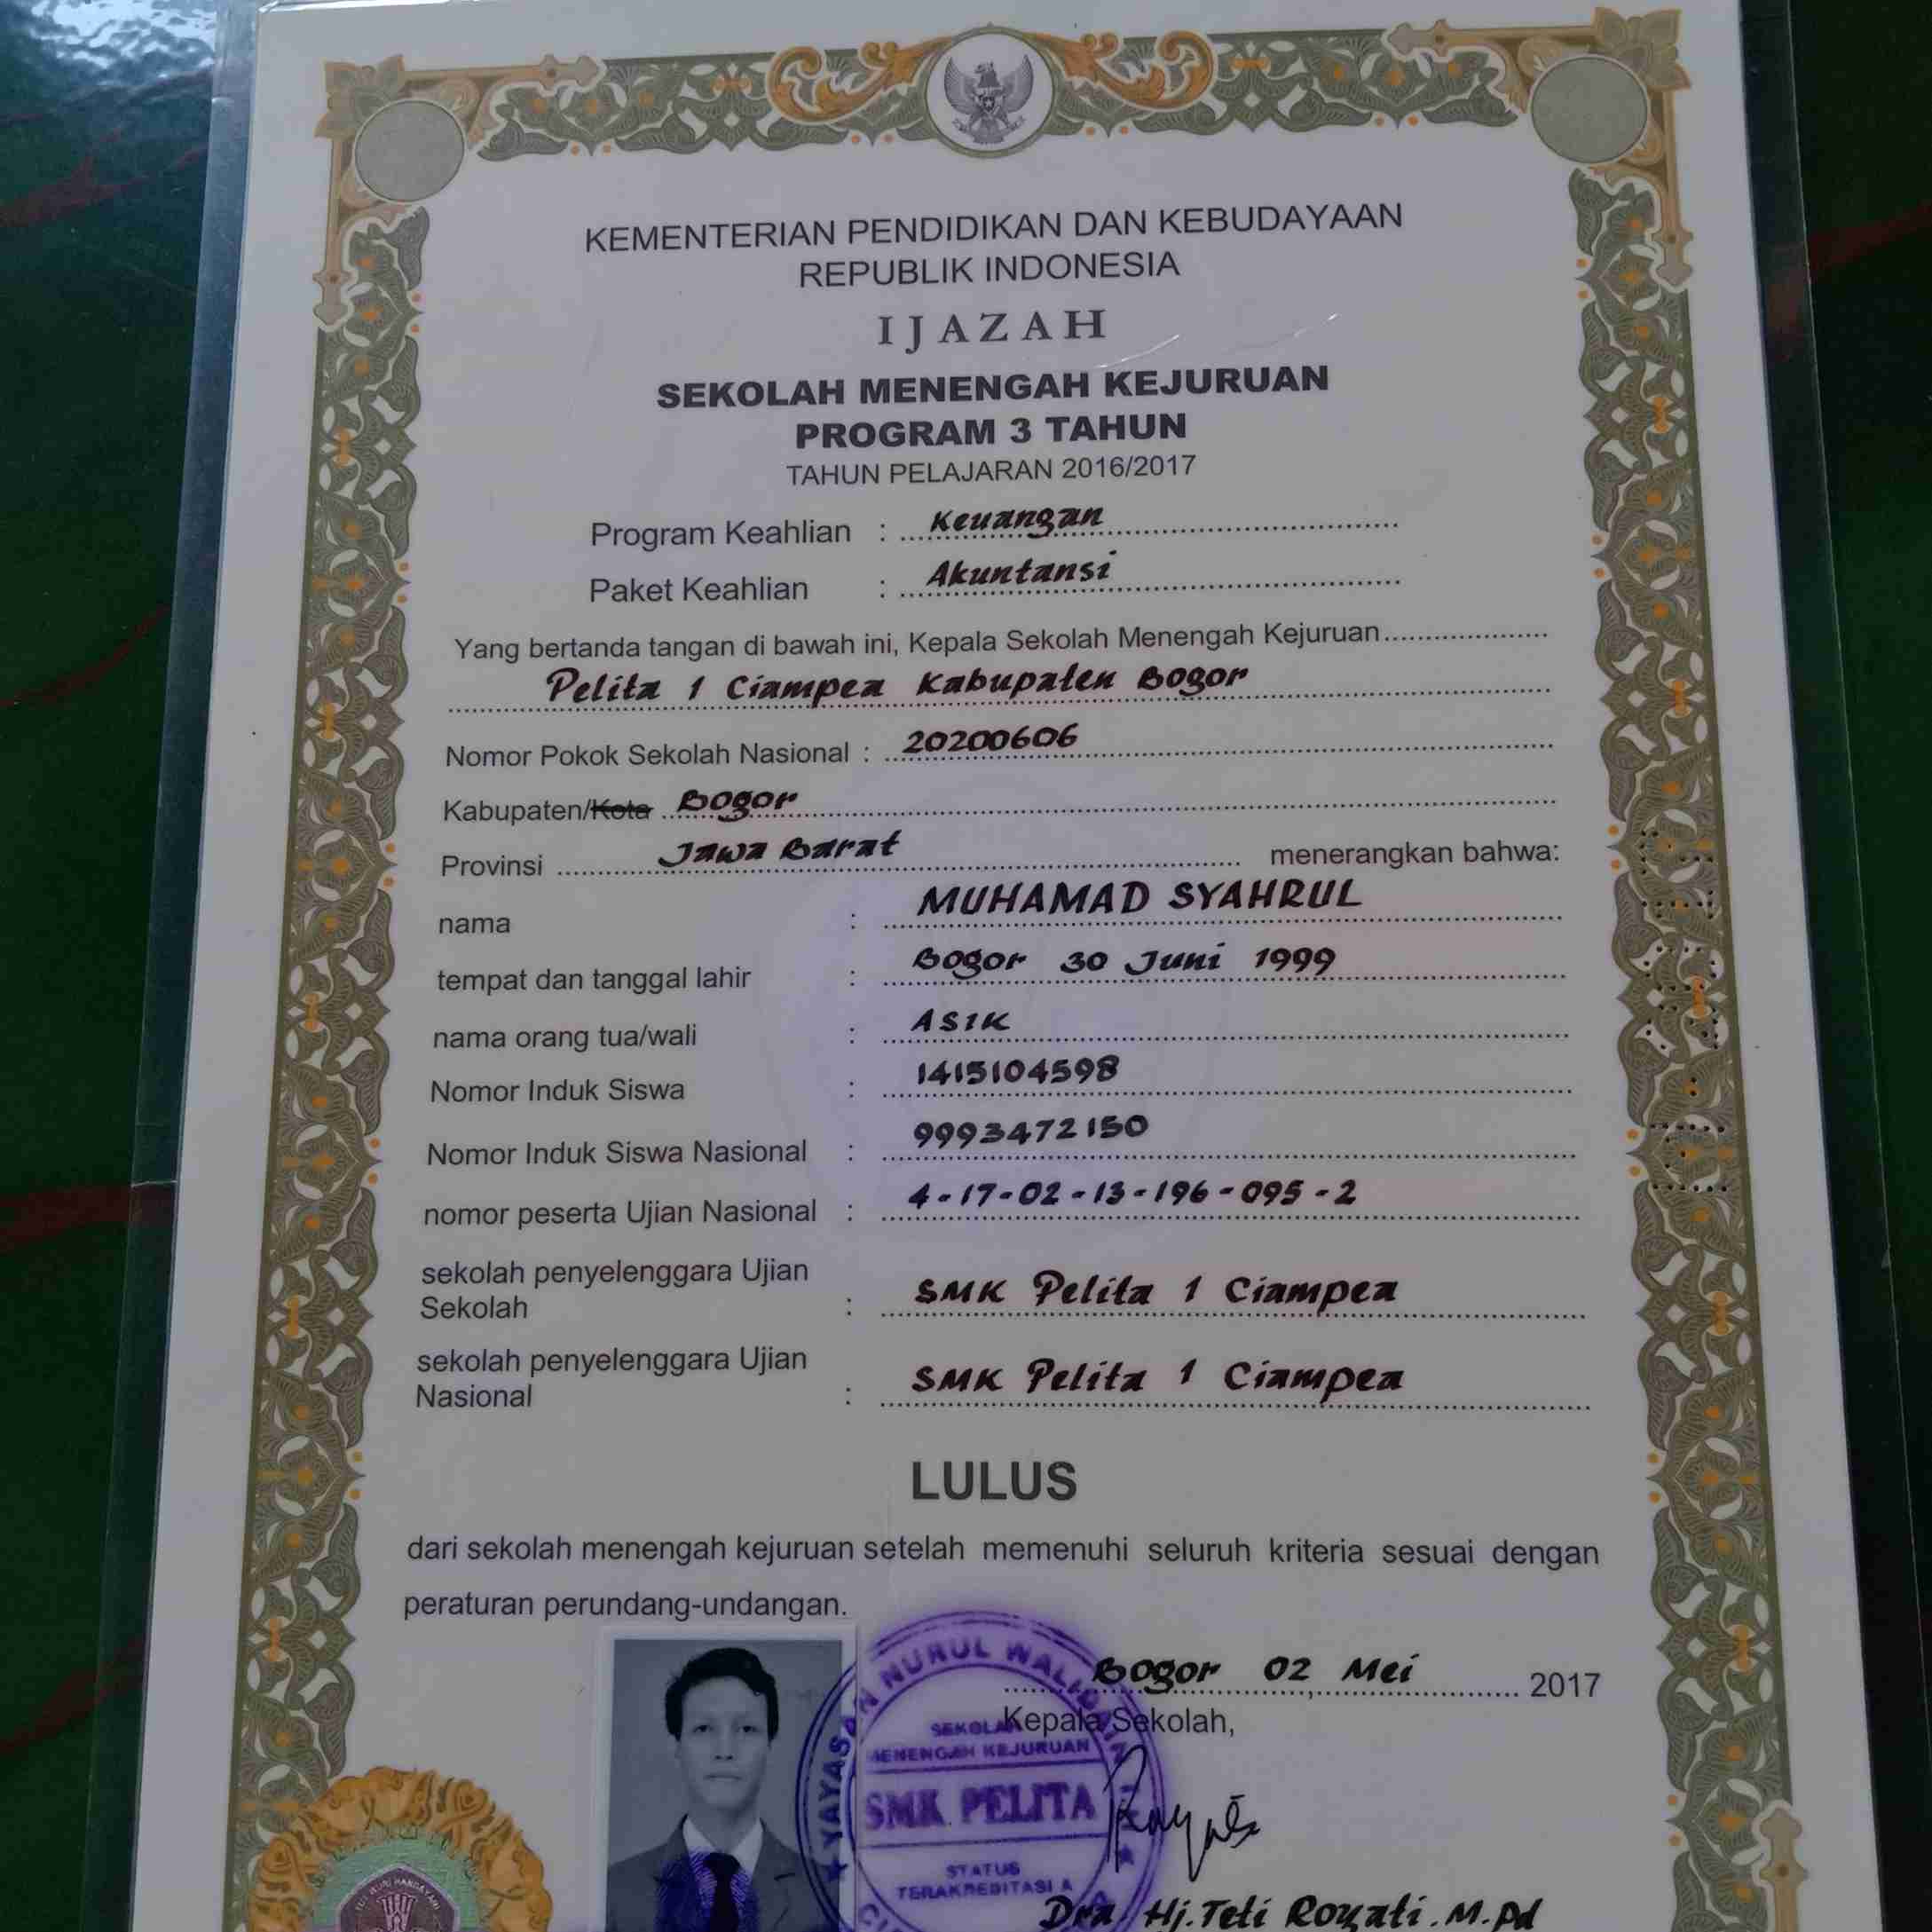 KEMENTERIAN PENDIDIKAN DAN KEBUDAYAAN
REPUBLIK INDONESIA
IJAZAH
SEKOLAH MENENGAH KEJURUAN
PROGRAM 3 TAHUN
TAHUN PELAJARAN 2016/2017
Program Keahlian : Keuangan
Paket Keahlian : Akuntansi
Yang bertanda tangan di bawah ini, Kepala Sekolah Menengah Kejuruan
Pelita 1 Ciampea Kabupaten Bogor
Nomor Pokok Sekolah Nasional : 20200606
Kabupaten/Kota Bogor
Provinsi Jawa Barat menerangkan bahwa:
nama : MUHAMAD SYAHRUL
tempat dan tanggal lahir : Bogor 30 Juni 1999
nama orang tua/wali : ASIK
Nomor Induk Siswa : 1415104598
Nomor Induk Siswa Nasional : 9993472150
nomor peserta Ujian Nasional : 4-17-02-13-196-095-2
sekolah penyelenggara Ujian
Sekolah : SMK Pelita 1 Ciampea
sekolah penyelenggara Ujian
Nasional : SMK Pelita 1 Ciampea
LULUS
dari sekolah menengah kejuruan setelah memenuhi seluruh kriteria sesuai dengan
peraturan perundang-undangan.
Bogor 02 Mei 2017
Kepala Sekolah,
YAYASAN NURUL
SEKOLAH
MENENGAH KEJURUAN
SMK PELITA
STATUS
TERAKREDITASI A
Dra Hj. Teti Royati. M.Pd